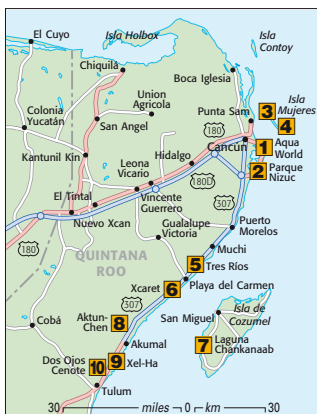 El Cuyo
Isla Holbox
Isla
Contoy
Chiquilá
Boca Iglesia
Colonia
Yucatán
Union
Agricola
San Angel
Punta Sam
3
Isla
Mujeres
4
180
Cancún
1
Aqua
World
Kantunil Kin
Hidalgo
Leona
Vicario
180D
2
Parque
Nizuc
307
El Tintal
Vincente
Guerrero
Nuevo Xcan
180
Gualalupe
Victoria
Puerto
Morelos
Muchi
QUINTANA
ROO
5
Tres Ríos
Xcaret
6
Playa del Carmen
307
Aktun-
Chen
8
San Miguel
Isla de
Cozumel
Cobá
Akumal
7
Laguna
Chankanaab
Dos Ojos
Cenote
10
9
Xel-Ha
Tulum
30
miles
0
km
30